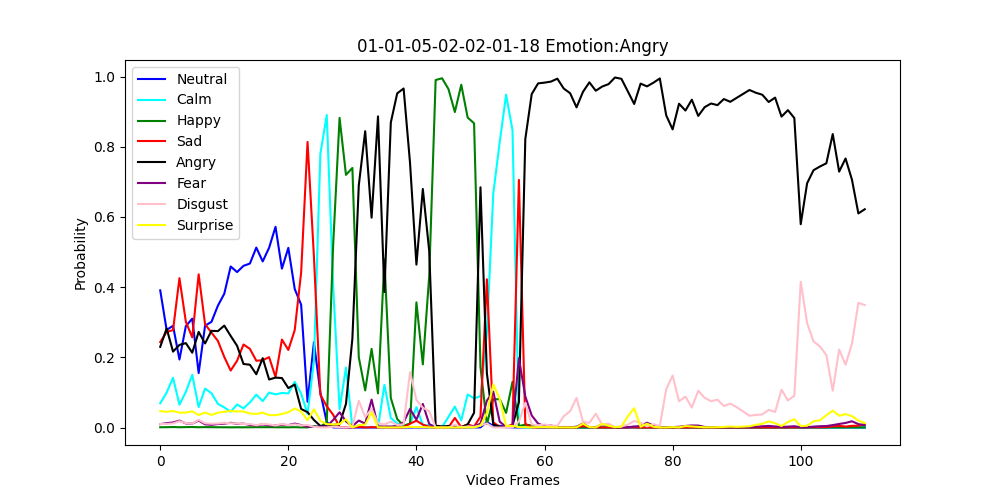 01-01-05-02-02-01-18 Emotion:Angry
Neutral
Calm
Happy
Sad
Angry
Fear
Disgust
Surprise
Probability
1.0
0.8
0.6
0.4
0.2
0.0
0 20 40 60 80 100
Video Frames